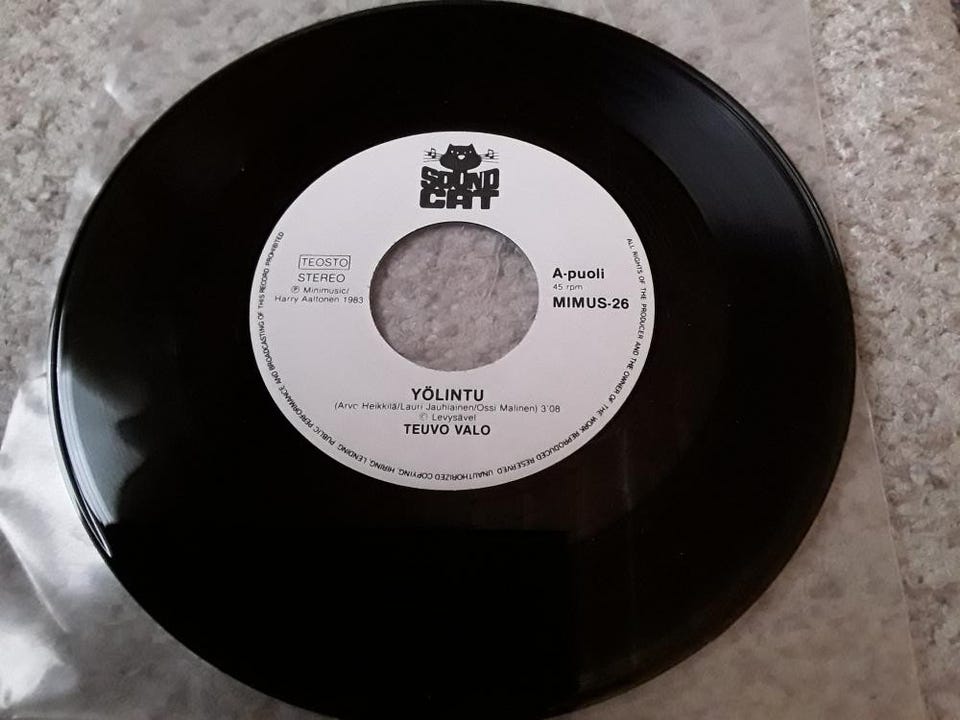 SOUND
CAT
TEOSTO
STEREO
Ⓟ Minimusic/
Harry Aaltonen 1983
A-puoli
45 rpm
MIMUS-26
YÖLINTU
(Arvo Heikkilä/Lauri Jauhiainen/Ossi Malinen) 3'08
© Levysävel
TEUVO VALO
ALL RIGHTS OF THE PRODUCER AND THE OWNER OF THE WORK REPRODUCED RESERVED. UNAUTHORIZED COPYING, HIRING, LENDING, PUBLIC PERFORMANCE AND BROADCASTING OF THIS RECORD PROHIBITED